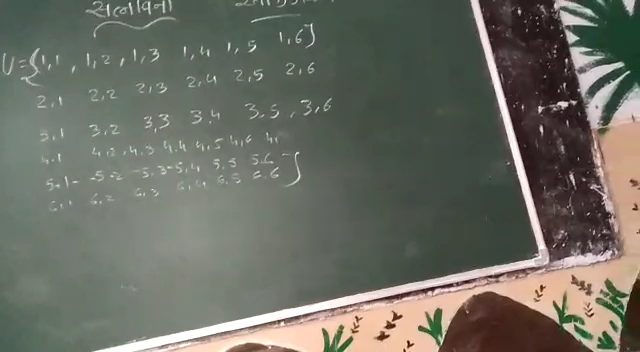 U={1,1 , 1,2 , 1,3 1,4 1,5 1,6}
2,1 2,2 2,3 2,4 2,5 2,6
3,1 3,2 3,3 3,4 3,5 , 3,6
4,1 4,2 , 4,3 4,4 4,5 4,6
5,1- -5,2 -5,3-5,4 5,5 5,6 }
6,1 6,2 6,3 6,4 6,5 6,6